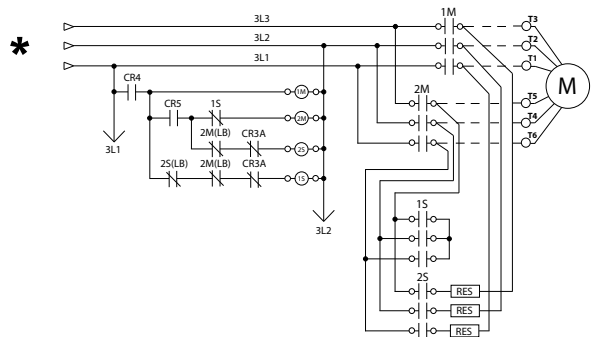 *
3L3
1M
T3
3L2
T2
3L1
T1
M
CR4
2M
T5
1M
CR5
1S
T4
2M
2M(LB)
CR3A
T6
3L1
2S
2S(LB)
2M(LB)
CR3A
1S
1S
3L2
2S
RES
RES
RES